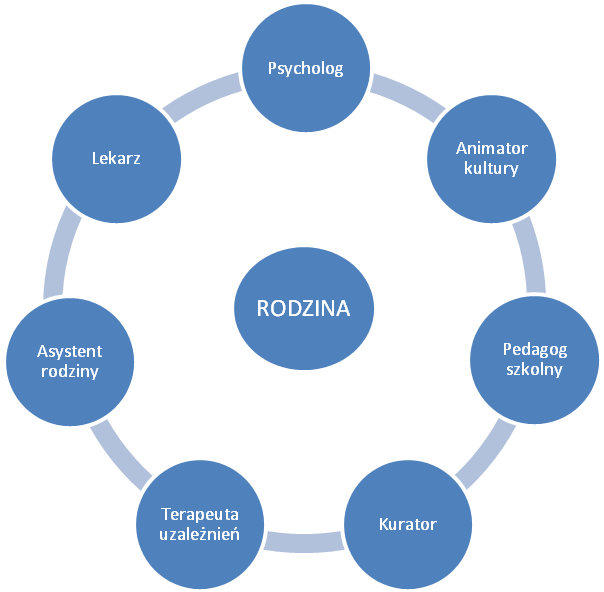 Psycholog
Animator
kultury
Pedagog
szkolny
Kurator
Terapeuta
uzależnień
Asystent
rodziny
Lekarz
RODZINA